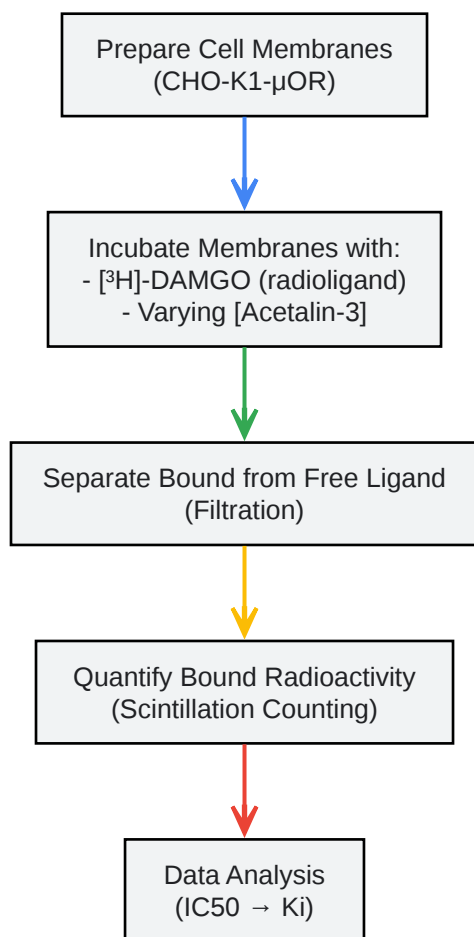 Prepare Cell Membranes
(CHO-K1-μOR)
Incubate Membranes with:
- [³H]-DAMGO (radioligand)
- Varying [Acetalin-3]
Separate Bound from Free Ligand
(Filtration)
Quantify Bound Radioactivity
(Scintillation Counting)
Data Analysis
(IC50 → Ki)